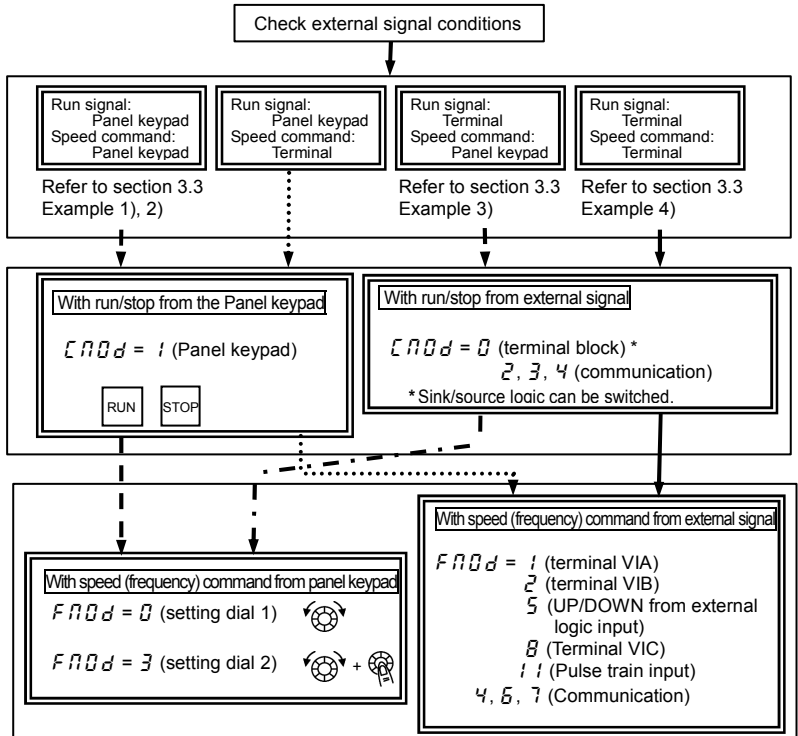 Check external signal conditions
Run signal:
Panel keypad
Speed command:
Panel keypad
Run signal:
Panel keypad
Speed command:
Terminal
Run signal:
Terminal
Speed command:
Panel keypad
Run signal:
Terminal
Speed command:
Terminal
Refer to section 3.3
Example 1), 2)
Refer to section 3.3
Example 3)
Refer to section 3.3
Example 4)
With run/stop from the Panel keypad
CMOd = 1 (Panel keypad)
RUN STOP
With run/stop from external signal
CMOd = 0 (terminal block) *
2, 3, 4 (communication)
* Sink/source logic can be switched.
With speed (frequency) command from panel keypad
FMOd = 0 (setting dial 1)
FMOd = 3 (setting dial 2) +
With speed (frequency) command from external signal
FMOd = 1 (terminal VIA)
2 (terminal VIB)
5 (UP/DOWN from external
logic input)
8 (Terminal VIC)
11 (Pulse train input)
4, 6, 7 (Communication)